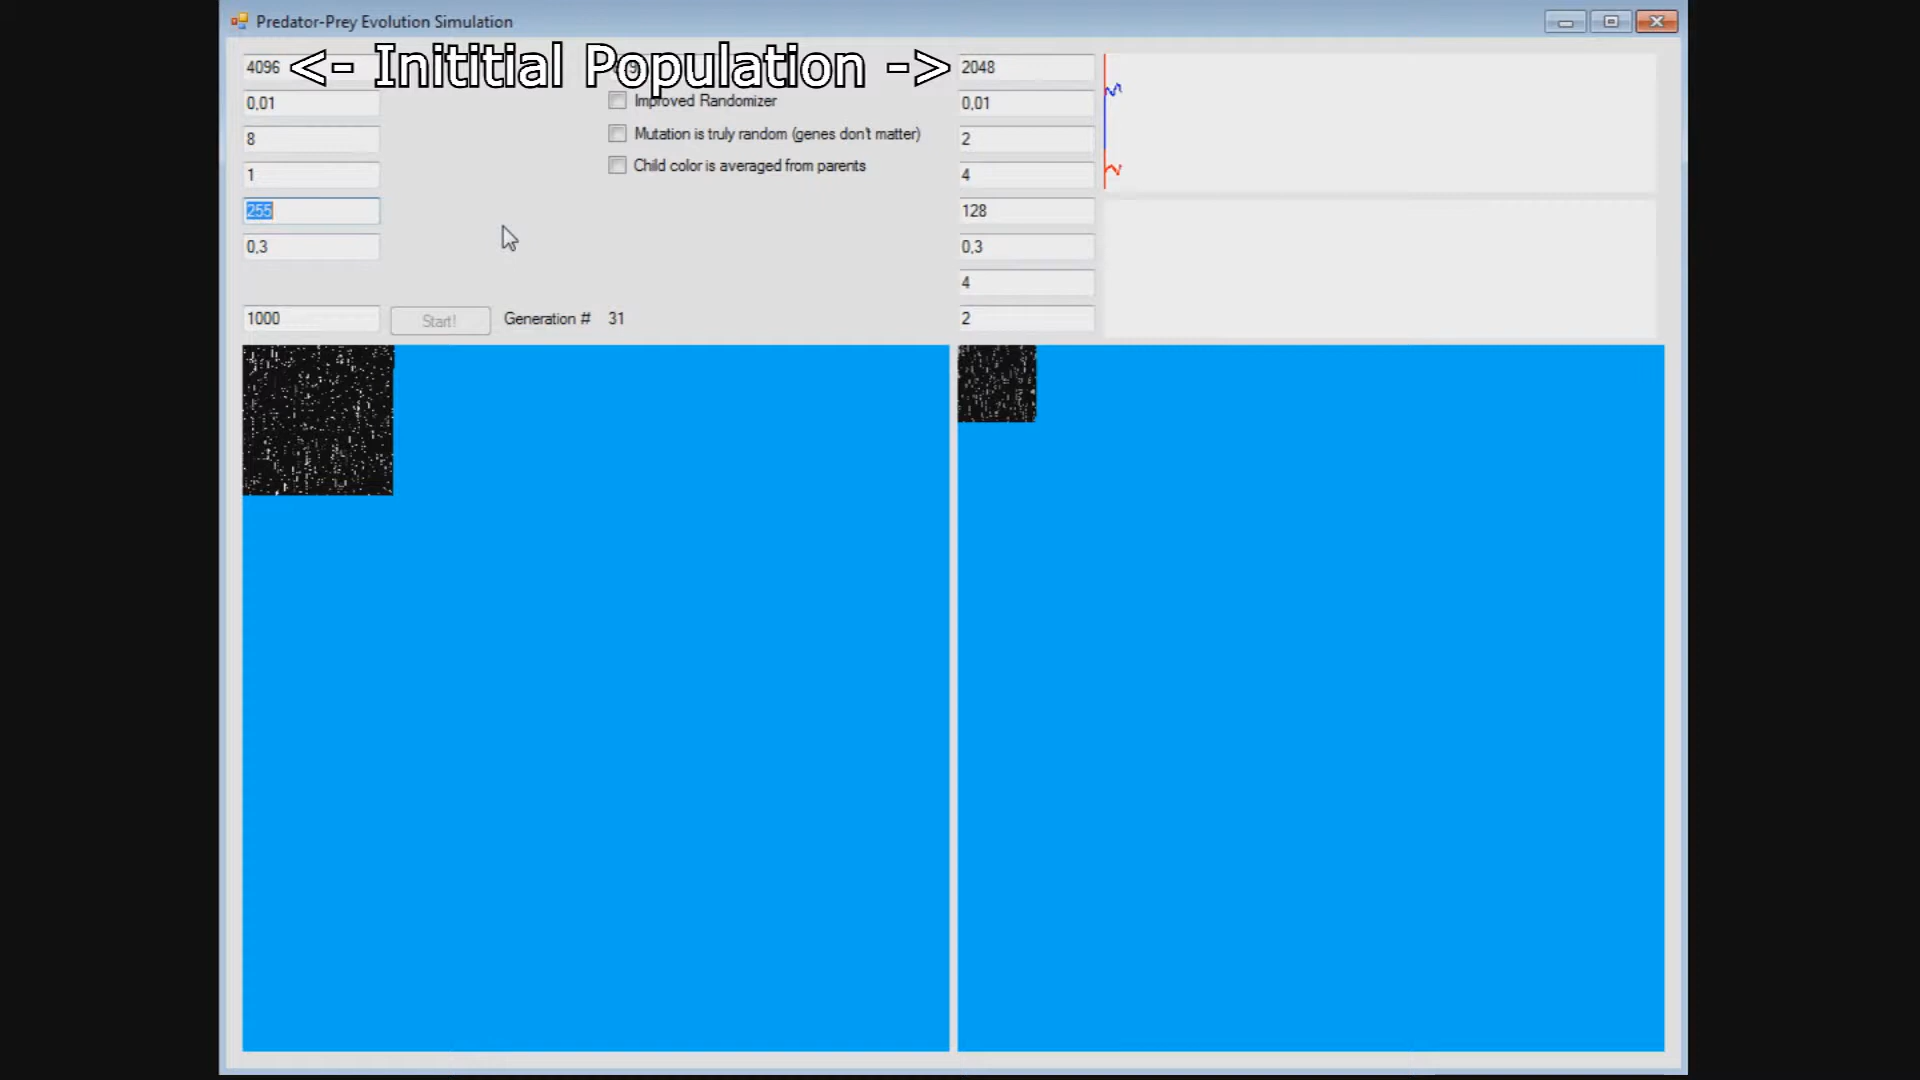 Predator-Prey Evolution Simulation
4096 <- Inititial Population -> 2048
0,01
Improved Randomizer
0,01
8
Mutation is truly random (genes don't matter)
2
1
Child color is averaged from parents
4
255
128
0,3
0,3
4
1000
Start!
Generation # 31
2